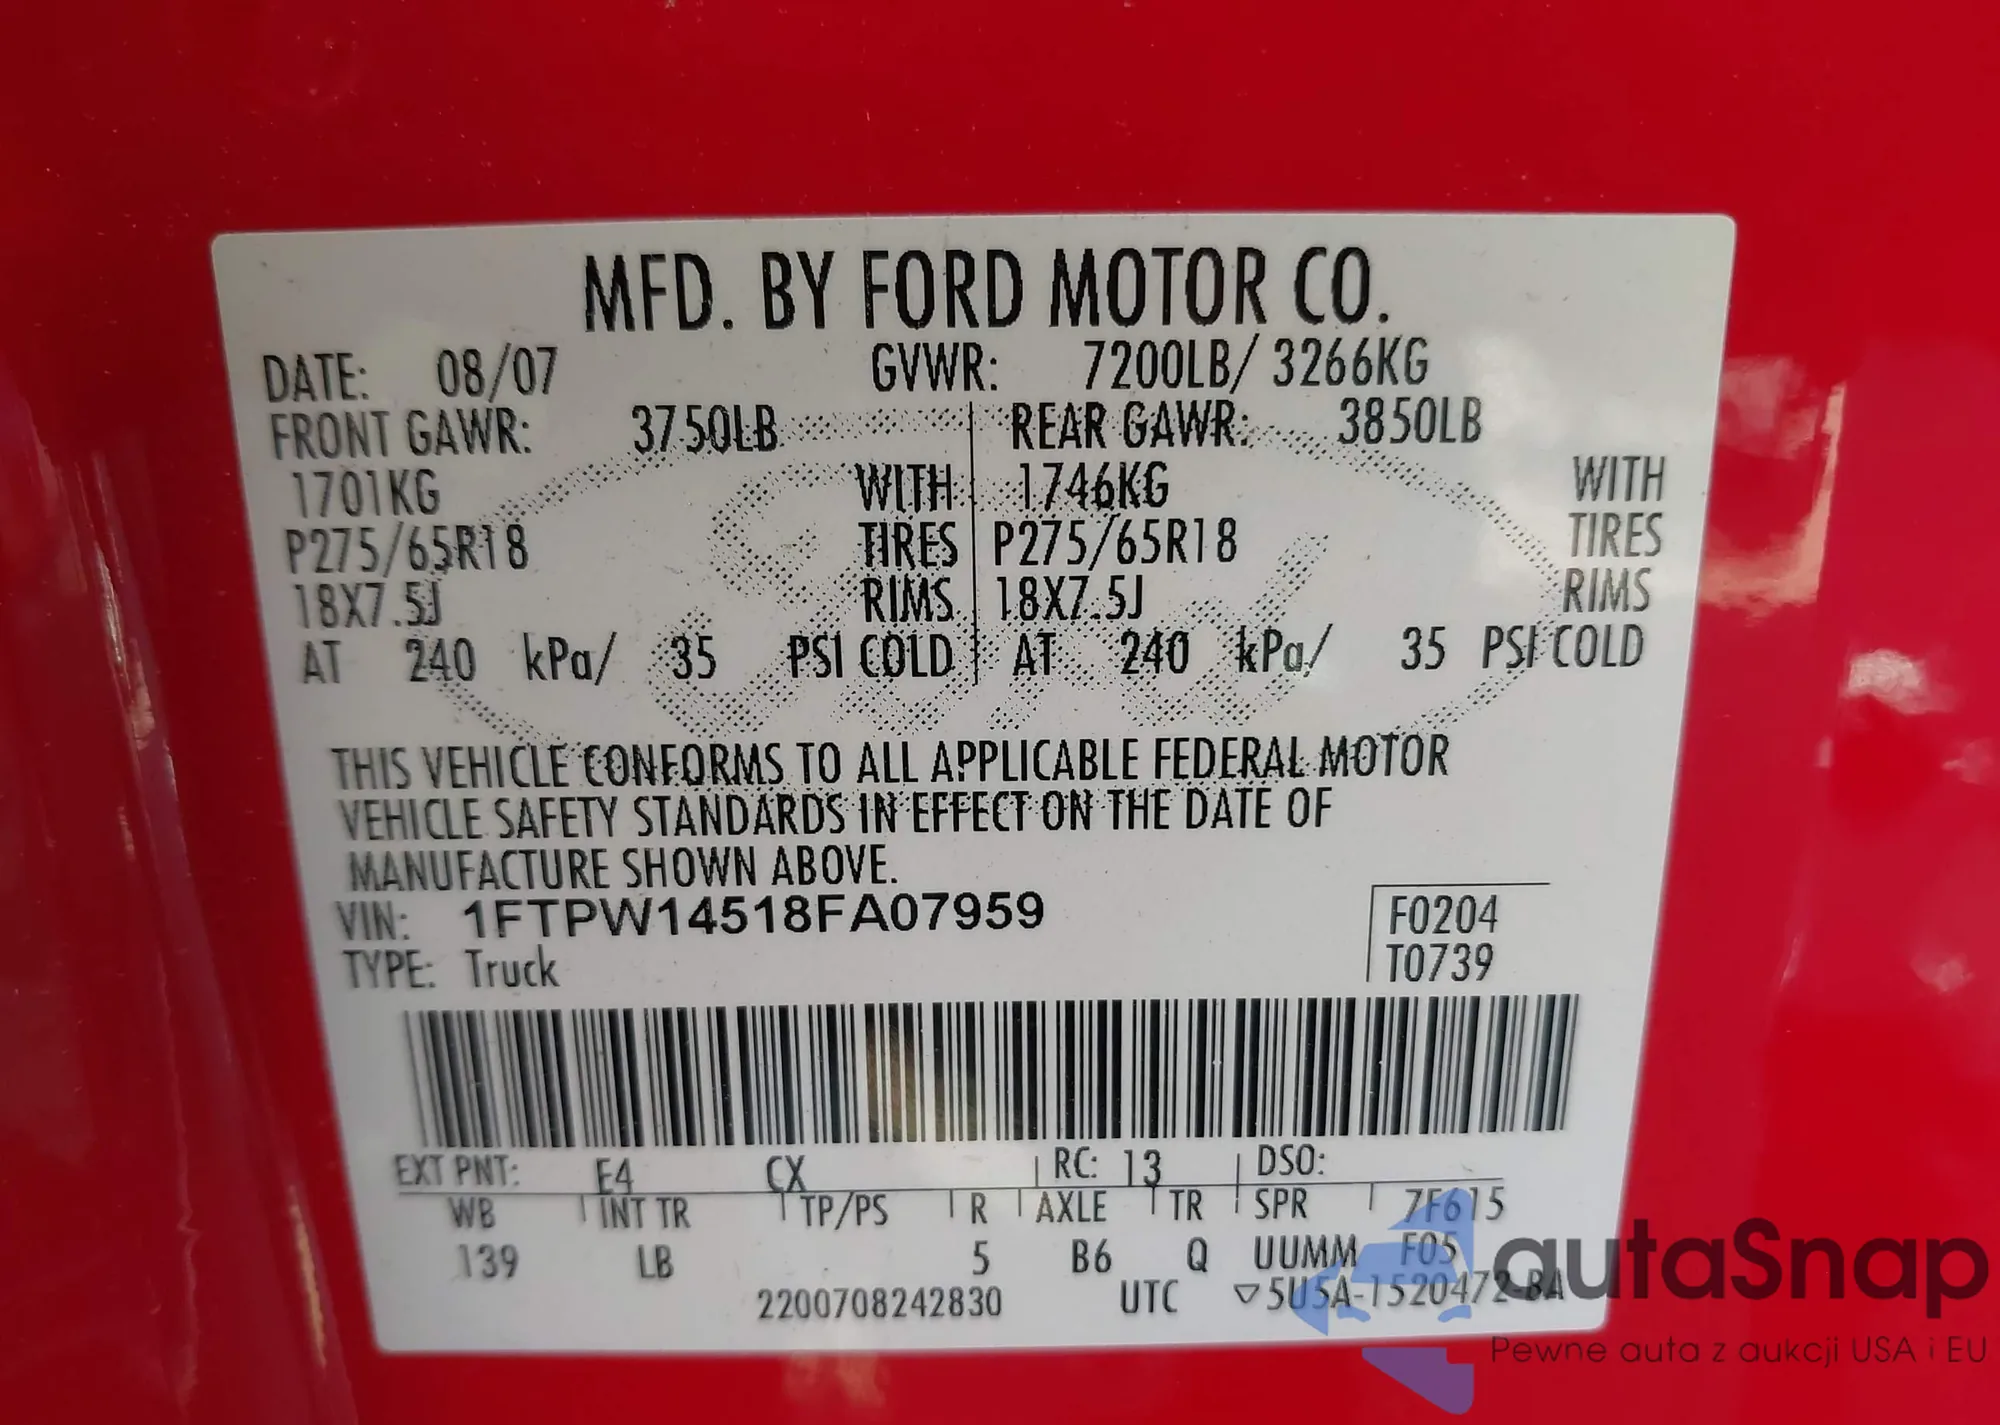 MFD. BY FORD MOTOR CO.
DATE: 08/07 GVWR: 7200LB/ 3266KG
FRONT GAWR: 3750LB REAR GAWR: 3850LB
1701KG WITH 1746KG WITH
P275/65R18 TIRES P275/65R18 TIRES
18X7.5J RIMS 18X7.5J RIMS
AT 240 kPa/ 35 PSI COLD AT 240 kPa/ 35 PSI COLD
THIS VEHICLE CONFORMS TO ALL APPLICABLE FEDERAL MOTOR
VEHICLE SAFETY STANDARDS IN EFFECT ON THE DATE OF
MANUFACTURE SHOWN ABOVE.
VIN: 1FTPW14518FA07959 F0204
TYPE: Truck T0739
EXT PNT: E4 CX RC: 13 DSO:
WB INT TR TP/PS R AXLE TR SPR 7F615
139 LB 5 B6 Q UUMM F05
2200708242830 UTC ▽5U5A-1520472-BA
autaSnap
Pewne auta z aukcji USA i EU